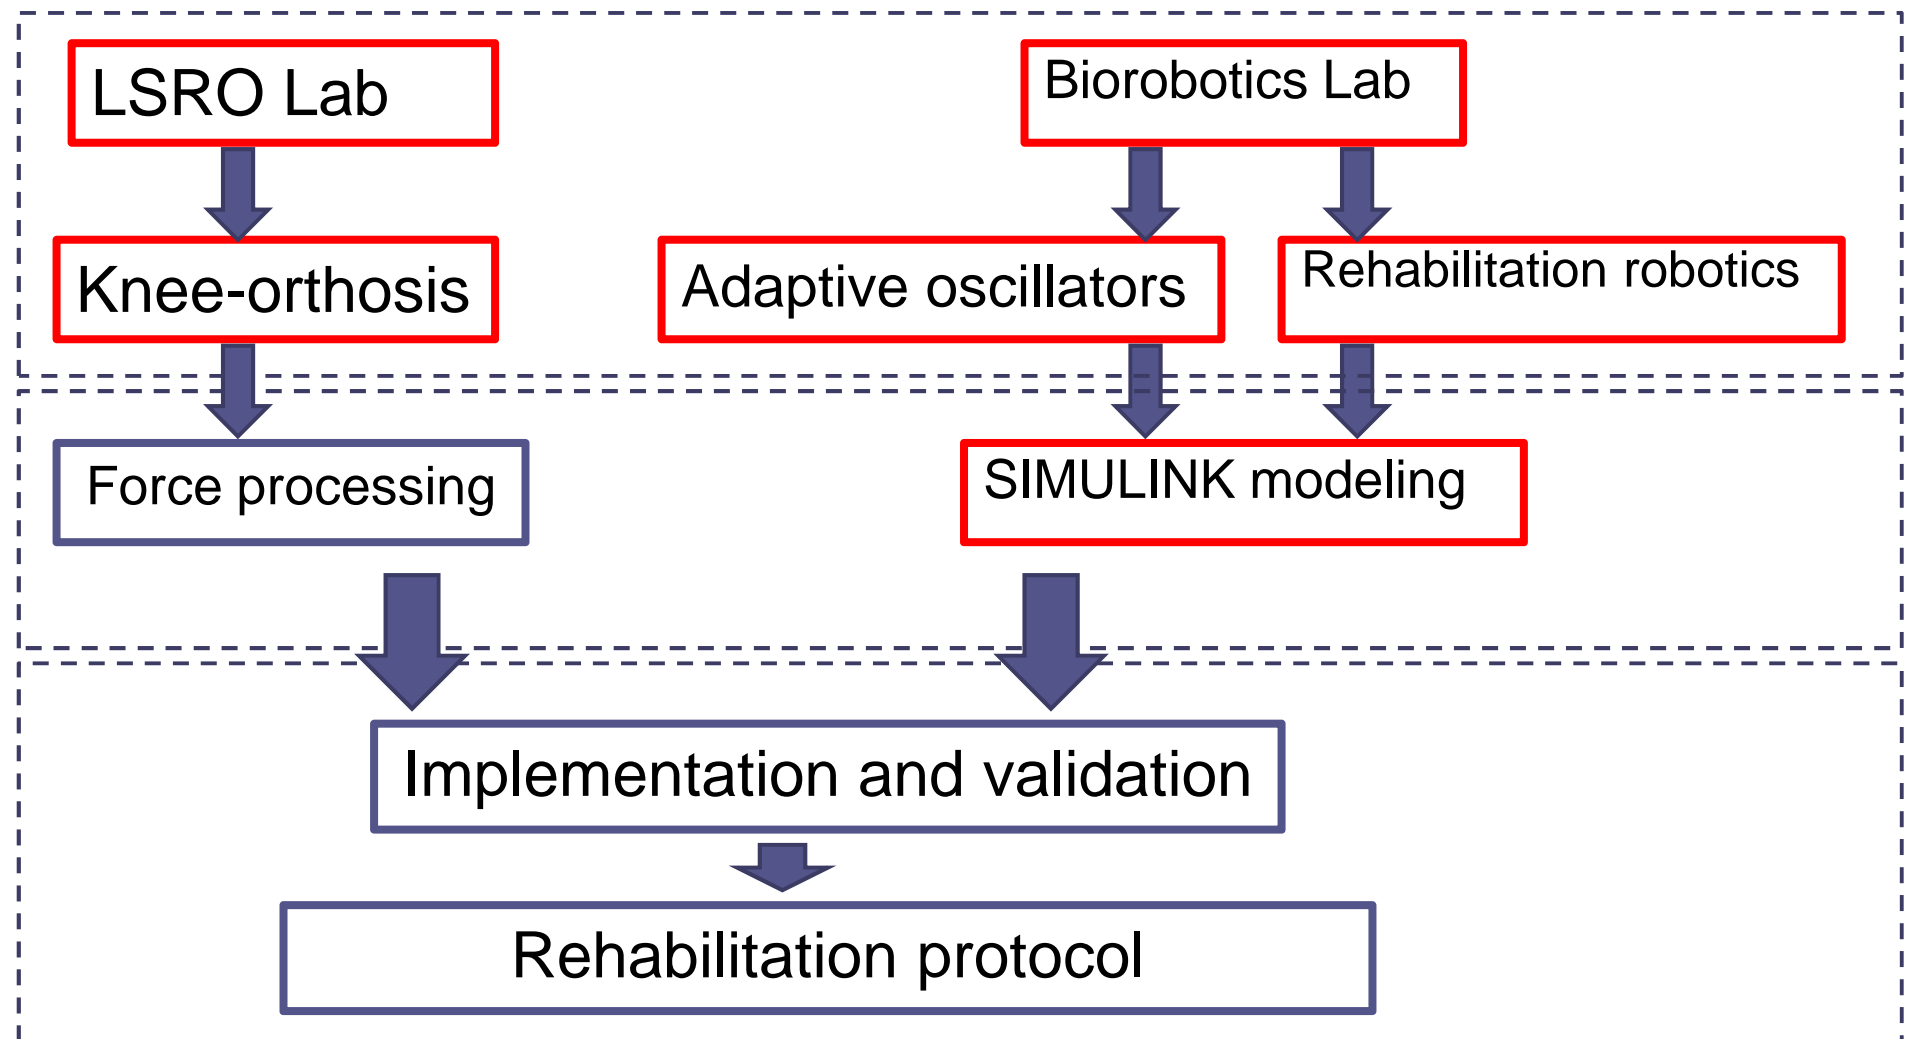 LSRO Lab
Biorobotics Lab
Knee-orthosis
Adaptive oscillators
Rehabilitation robotics
Force processing
SIMULINK modeling
Implementation and validation
Rehabilitation protocol